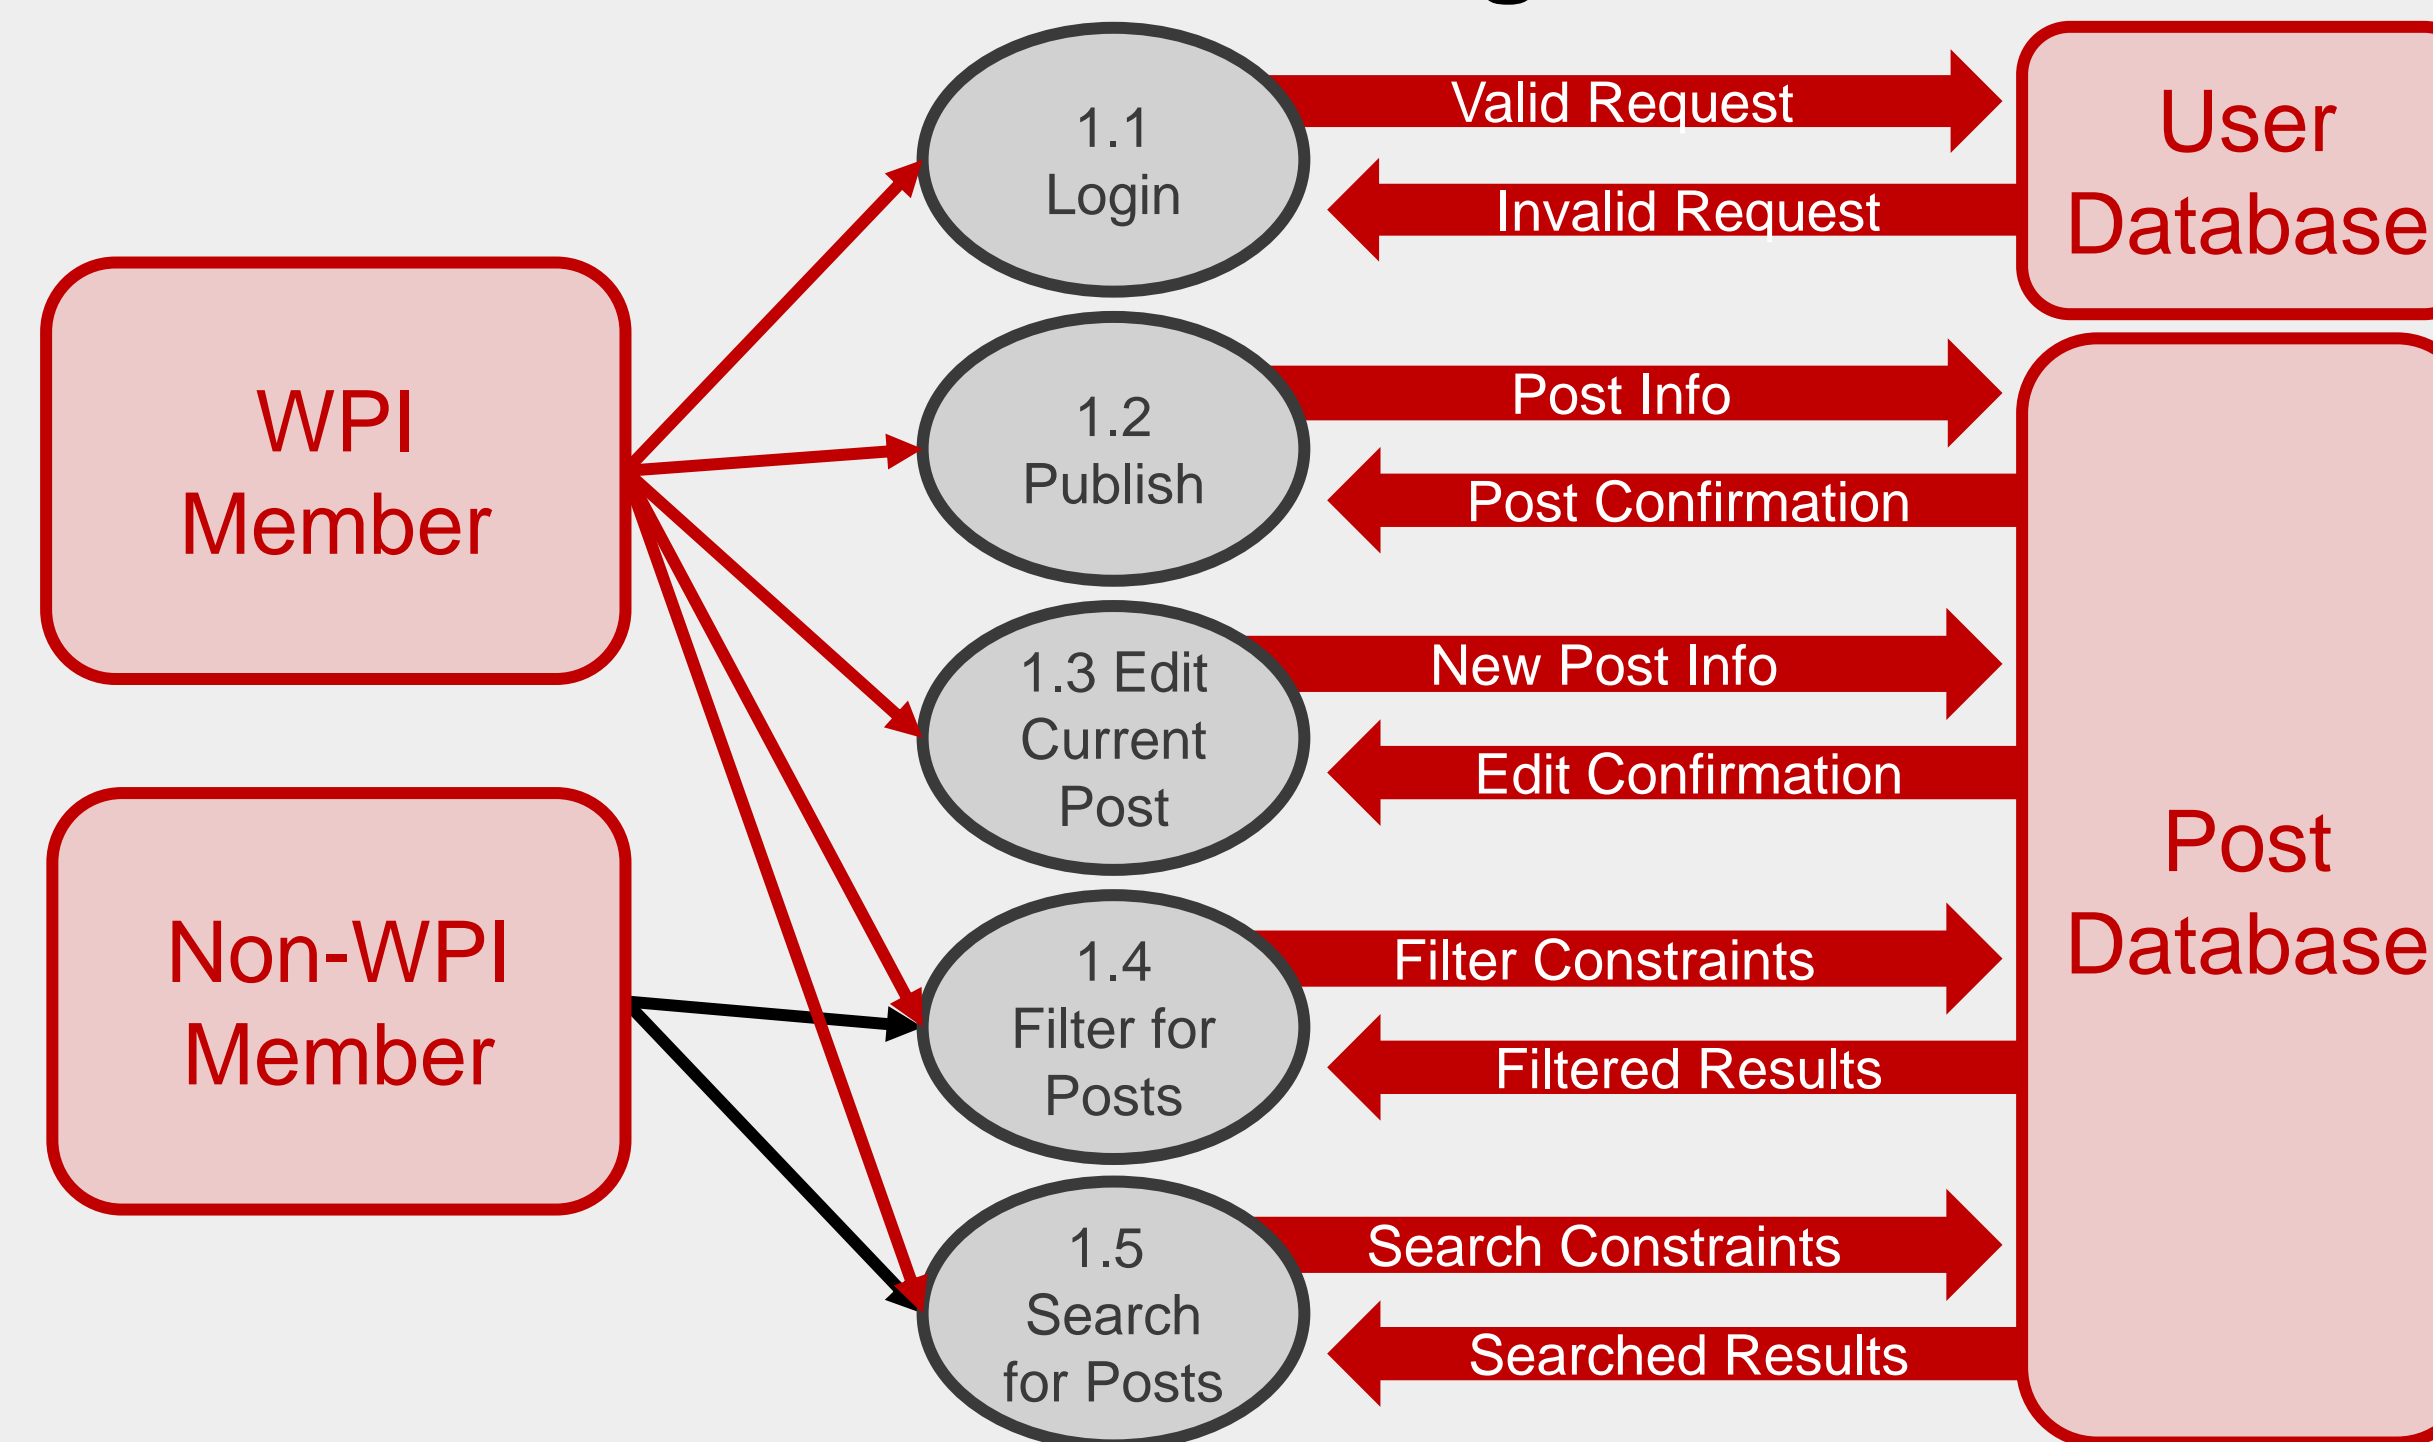 WPI
Member
Non-WPI
Member
1.1
Login
1.2
Publish
1.3 Edit
Current
Post
1.4
Filter for
Posts
1.5
Search
for Posts
Valid Request
Invalid Request
Post Info
Post Confirmation
New Post Info
Edit Confirmation
Filter Constraints
Filtered Results
Search Constraints
Searched Results
User
Database
Post
Database